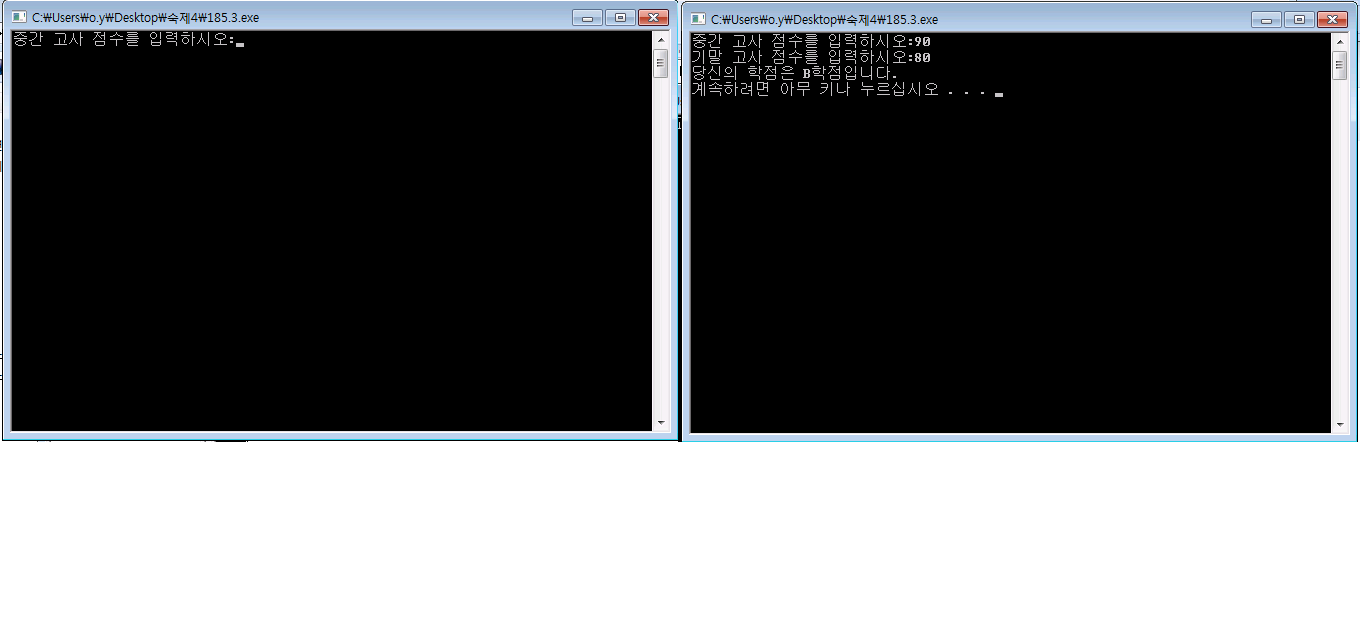 C:₩Users₩o.y₩Desktop₩숙제4₩185.3.exe
중간 고사 점수를 입력하시오:
C:₩Users₩o.y₩Desktop₩숙제4₩185.3.exe
중간 고사 점수를 입력하시오:90
기말 고사 점수를 입력하시오:80
당신의 학점은 B학점입니다.
계속하려면 아무 키나 누르십시오 . . .